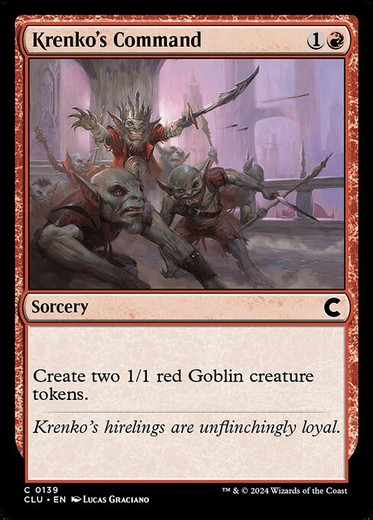 Krenko's Command 1
Sorcery
Create two 1/1 red Goblin creature
tokens.
Krenko's hirelings are unflinchingly loyal.
C 0139
CLU • EN Lucas Graciano
™ & © 2024 Wizards of the Coast